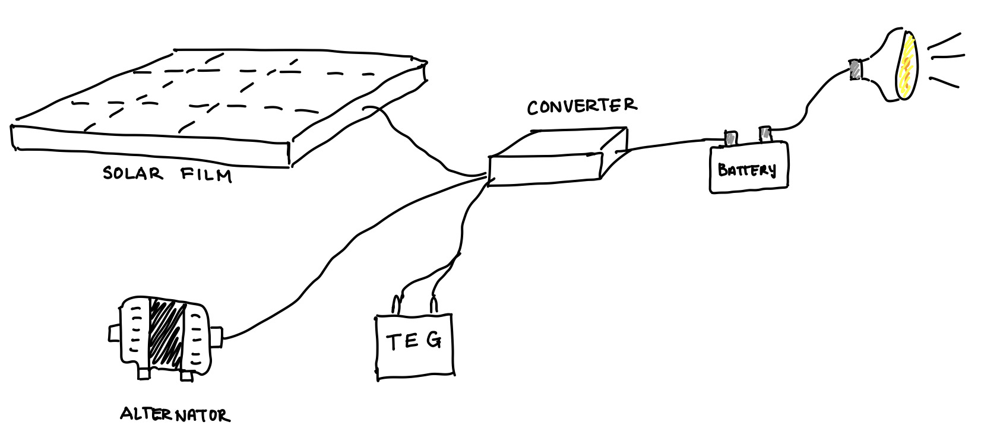 CONVERTER
SOLAR FILM
BATTERY
TEG
ALTERNATOR